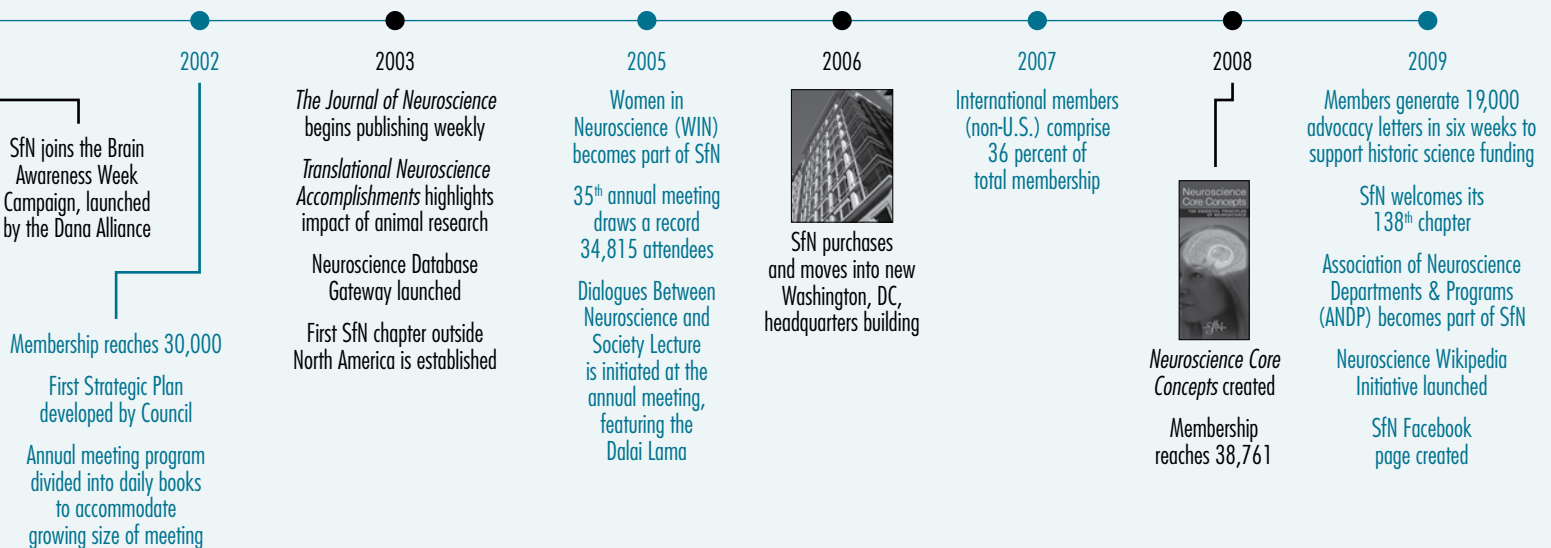 SfN joins the Brain
Awareness Week
Campaign, launched
by the Dana Alliance
2002
Membership reaches 30,000
First Strategic Plan
developed by Council
Annual meeting program
divided into daily books
to accommodate
growing size of meeting
2003
The Journal of Neuroscience
begins publishing weekly
Translational Neuroscience
Accomplishments highlights
impact of animal research
Neuroscience Database
Gateway launched
First SfN chapter outside
North America is established
2005
Women in
Neuroscience (WIN)
becomes part of SfN
35th annual meeting
draws a record
34,815 attendees
Dialogues Between
Neuroscience and
Society Lecture
is initiated at the
annual meeting,
featuring the
Dalai Lama
2006
SfN purchases
and moves into new
Washington, DC,
headquarters building
2007
International members
(non-U.S.) comprise
36 percent of
total membership
2008
Neuroscience
Core Concepts
THE ESSENTIAL PRINCIPLES
OF NEUROSCIENCE
SfN
Neuroscience Core
Concepts created
Membership
reaches 38,761
2009
Members generate 19,000
advocacy letters in six weeks to
support historic science funding
SfN welcomes its
138th chapter
Association of Neuroscience
Departments & Programs
(ANDP) becomes part of SfN
Neuroscience Wikipedia
Initiative launched
SfN Facebook
page created